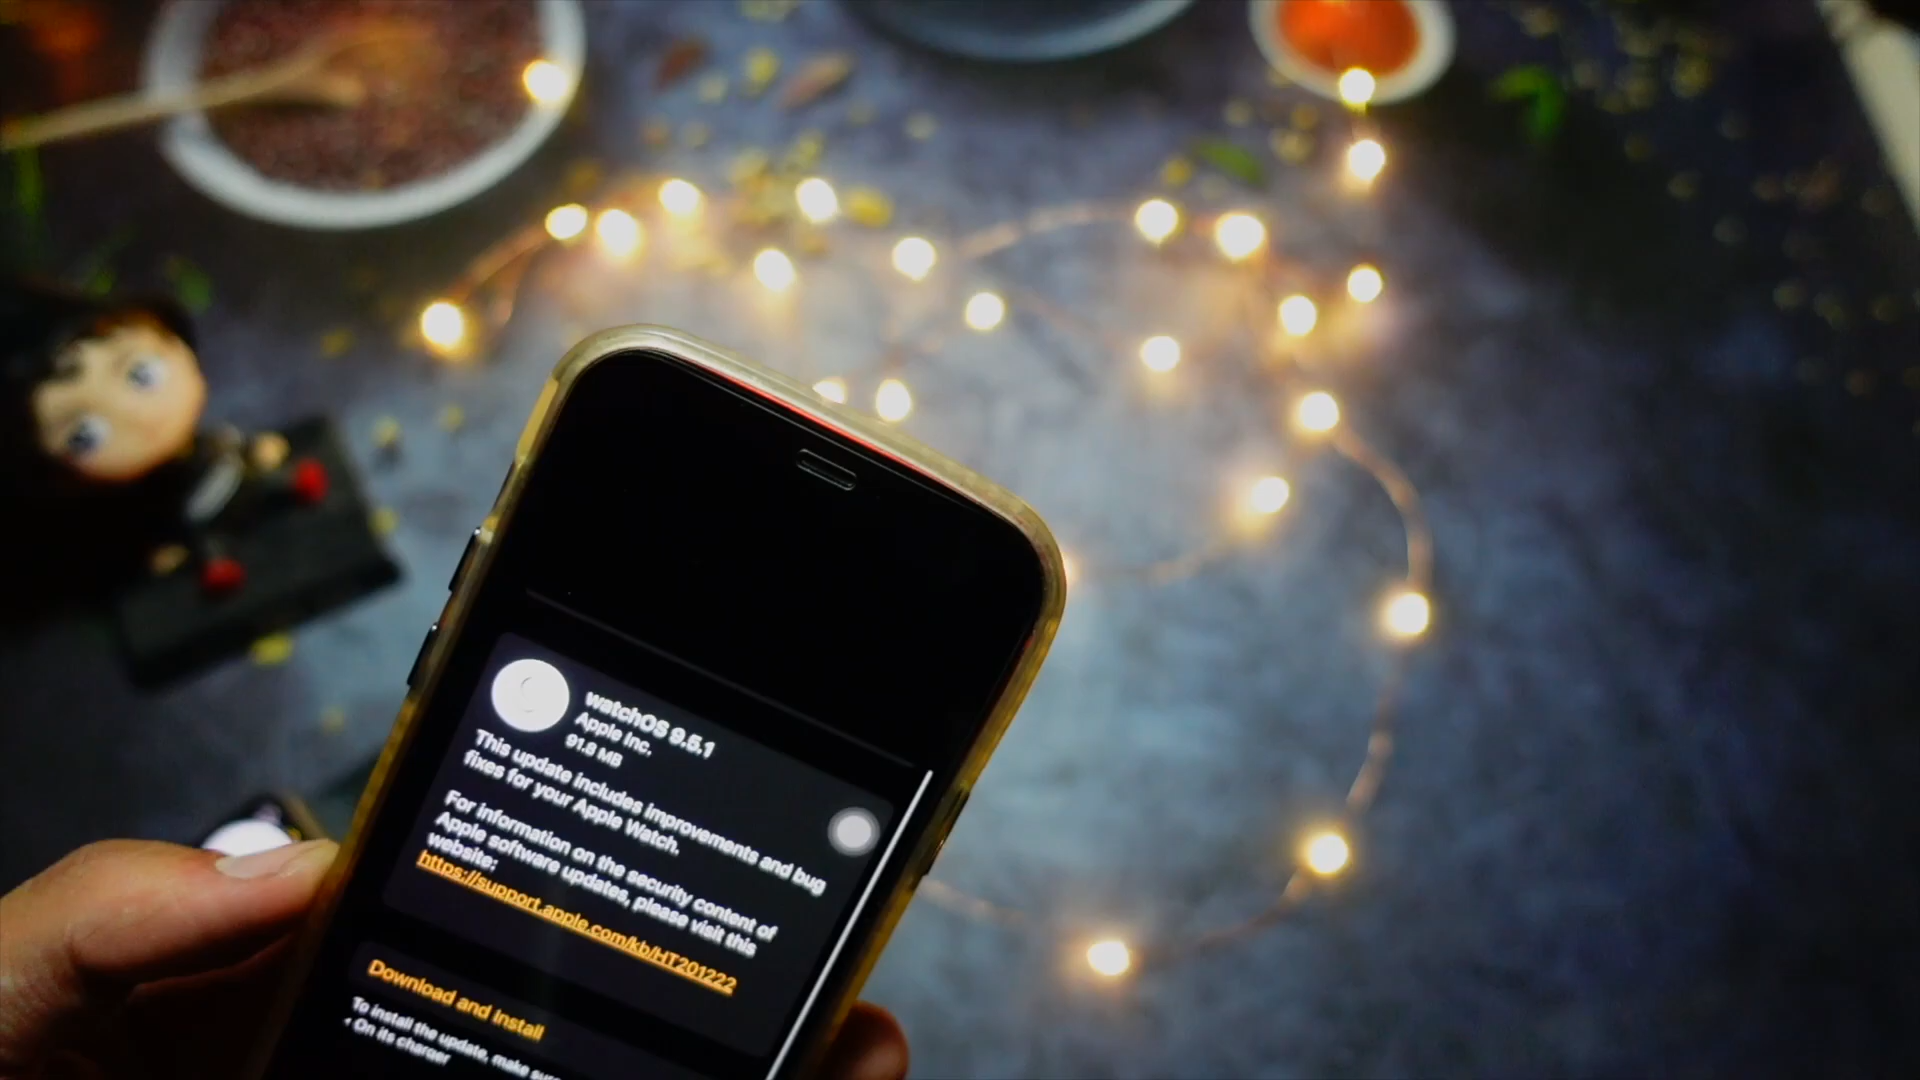 watchOS 9.5.1
Apple Inc.
91.8 MB
This update includes improvements and bug
fixes for your Apple Watch.
For information on the security content of
Apple software updates, please visit this
website:
https://support.apple.com/kb/HT201222
Download and Install
To install the update, make sure
• On its charger